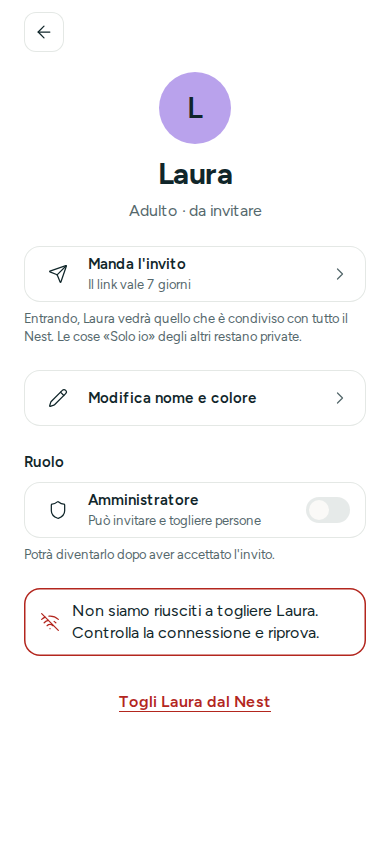 L
Laura
Adulto · da invitare
Manda l'invito
Il link vale 7 giorni
Entrando, Laura vedrà quello che è condiviso con tutto il
Nest. Le cose «Solo io» degli altri restano private.
Modifica nome e colore
Ruolo
Amministratore
Può invitare e togliere persone
Potrà diventarlo dopo aver accettato l'invito.
Non siamo riusciti a togliere Laura.
Controlla la connessione e riprova.
Togli Laura dal Nest